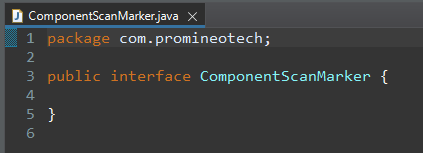 ComponentScanMarker.java
1 package com.promineotech;
2
3 public interface ComponentScanMarker {
4
5 }
6